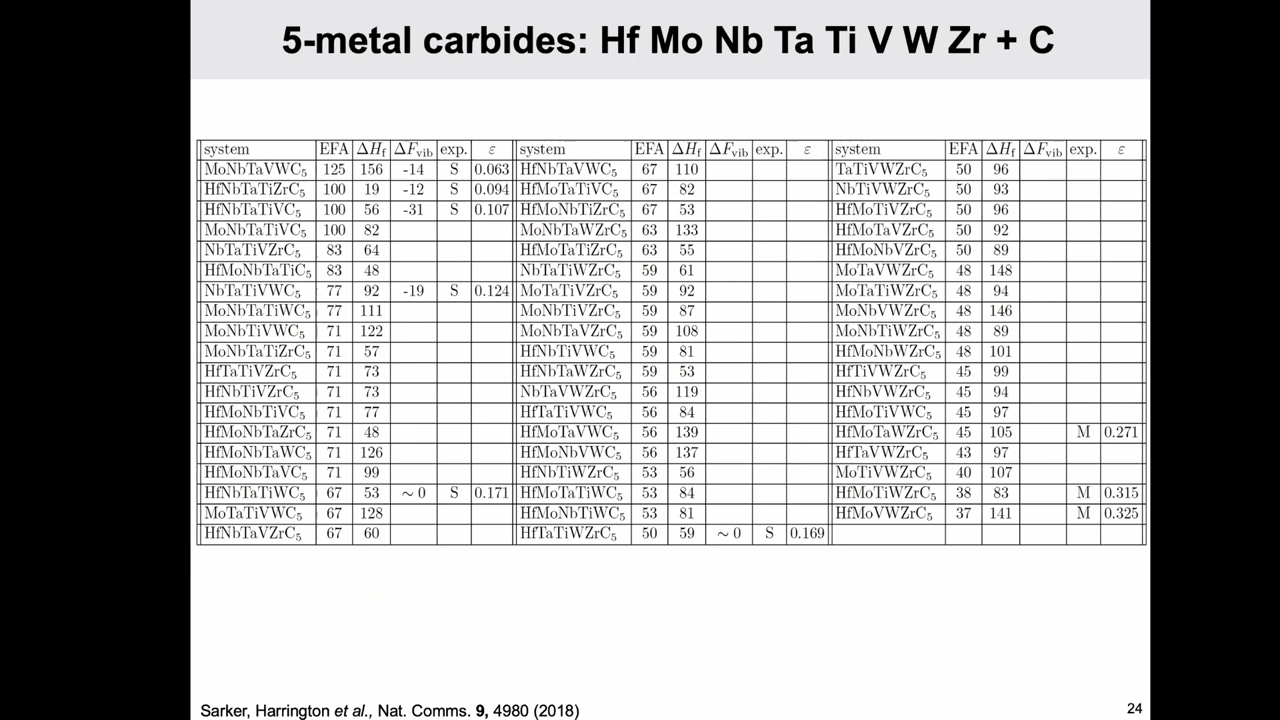 5-metal carbides: Hf Mo Nb Ta Ti V W Zr + C
system EFA ΔHf ΔFvib exp. ε system EFA ΔHf ΔFvib exp. ε system EFA ΔHf ΔFvib exp. ε
MoNbTaVWC₅ 125 156 -14 S 0.063 HfNbTaVWC₅ 67 110 TaTiVWZrC₅ 50 96
HfNbTaTiZrC₅ 100 19 -12 S 0.094 HfMoTaTiVC₅ 67 82 NbTiVWZrC₅ 50 93
HfNbTaTiVC₅ 100 56 -31 S 0.107 HfMoNbTiZrC₅ 67 53 HfMoTiVZrC₅ 50 96
MoNbTaTiVC₅ 100 82 MoNbTaWZrC₅ 63 133 HfMoTaVZrC₅ 50 92
NbTaTiVZrC₅ 83 64 HfMoTaTiZrC₅ 63 55 HfMoNbVZrC₅ 50 89
HfMoNbTaTiC₅ 83 48 NbTaTiWZrC₅ 59 61 MoTaVWZrC₅ 48 148
NbTaTiVWC₅ 77 92 -19 S 0.124 MoTaTiVZrC₅ 59 92 MoTaTiWZrC₅ 48 94
MoNbTaTiWC₅ 77 111 MoNbTiVZrC₅ 59 87 MoNbVWZrC₅ 48 146
MoNbTiVWC₅ 71 122 MoNbTaVZrC₅ 59 108 MoNbTiWZrC₅ 48 89
MoNbTaTiZrC₅ 71 57 HfNbTiVWC₅ 59 81 HfMoNbWZrC₅ 48 101
HfTaTiVZrC₅ 71 73 HfNbTaWZrC₅ 59 53 HfTiVWZrC₅ 45 99
HfNbTiVZrC₅ 71 73 NbTaVWZrC₅ 56 119 HfNbVWZrC₅ 45 94
HfMoNbTiVC₅ 71 77 HfTaTiVWC₅ 56 84 HfMoTiVWC₅ 45 97
HfMoNbTaZrC₅ 71 48 HfMoTaVWC₅ 56 139 HfMoTaWZrC₅ 45 105 M 0.271
HfMoNbTaWC₅ 71 126 HfMoNbVWC₅ 56 137 HfTaVWZrC₅ 43 97
HfMoNbTaVC₅ 71 99 HfNbTiWZrC₅ 53 56 MoTiVWZrC₅ 40 107
HfNbTaTiWC₅ 67 53 ~0 S 0.171 HfMoTaTiWC₅ 53 84 HfMoTiWZrC₅ 38 83 M 0.315
MoTaTiVWC₅ 67 128 HfMoNbTiWC₅ 53 81 HfMoVWZrC₅ 37 141 M 0.325
HfNbTaVZrC₅ 67 60 HfTaTiWZrC₅ 50 59 ~0 S 0.169
Sarker, Harrington et al., Nat. Comms. 9, 4980 (2018)
24